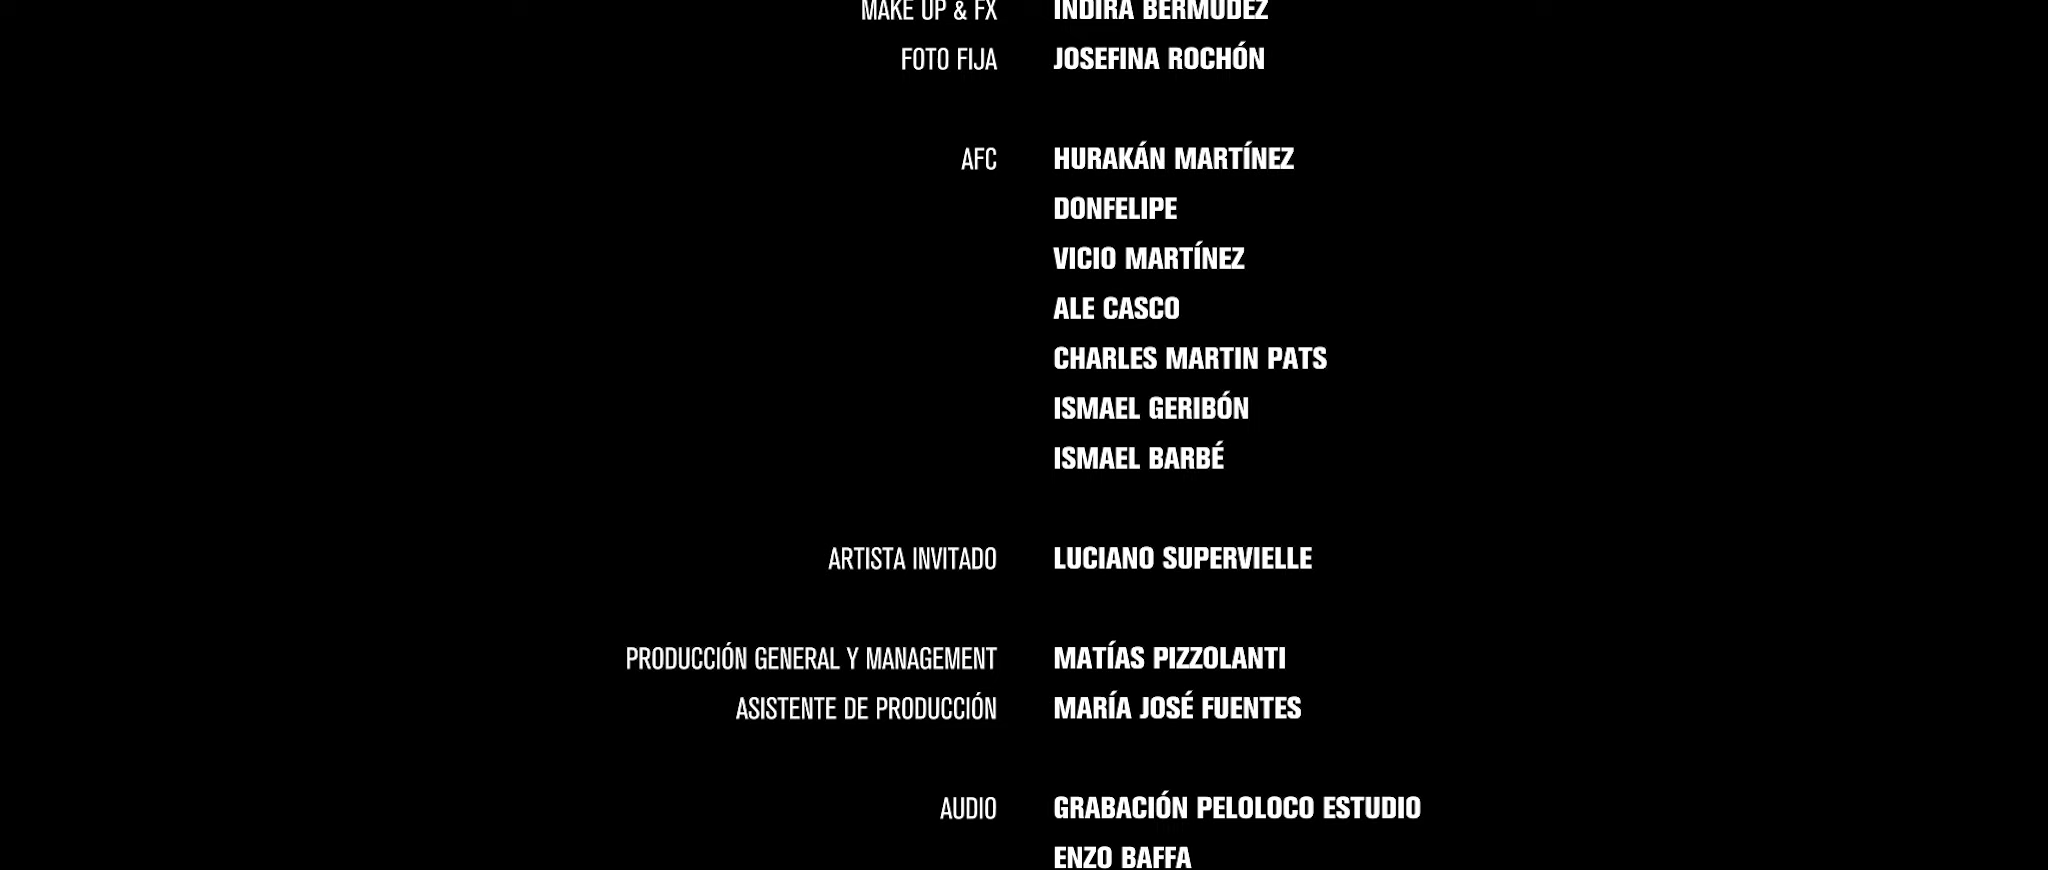 MAKE UP & FX INDIRA BERMÚDEZ
FOTO FIJA JOSEFINA ROCHÓN
AFC HURAKÁN MARTÍNEZ
DONFELIPE
VICIO MARTÍNEZ
ALE CASCO
CHARLES MARTIN PATS
ISMAEL GERIBÓN
ISMAEL BARBÉ
ARTISTA INVITADO LUCIANO SUPERVIELLE
PRODUCCIÓN GENERAL Y MANAGEMENT MATÍAS PIZZOLANTI
ASISTENTE DE PRODUCCIÓN MARÍA JOSÉ FUENTES
AUDIO GRABACIÓN PELOLOCO ESTUDIO
ENZO BAFFA